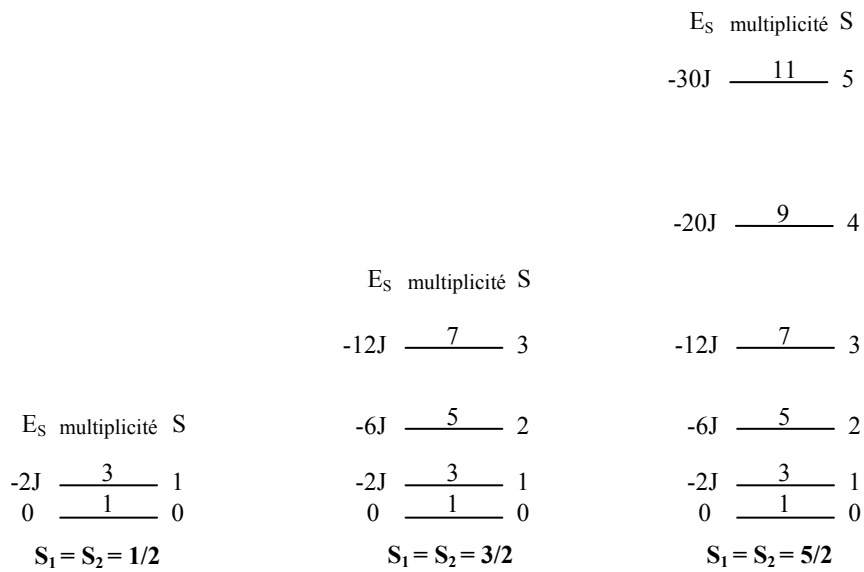 E_S multiplicité S
-30J 11 5
-20J 9 4
E_S multiplicité S
-12J 7 3
-12J 7 3
E_S multiplicité S
-6J 5 2
-6J 5 2
-2J 3 1
-2J 3 1
-2J 3 1
0 1 0
0 1 0
0 1 0
S₁ = S₂ = 1/2
S₁ = S₂ = 3/2
S₁ = S₂ = 5/2